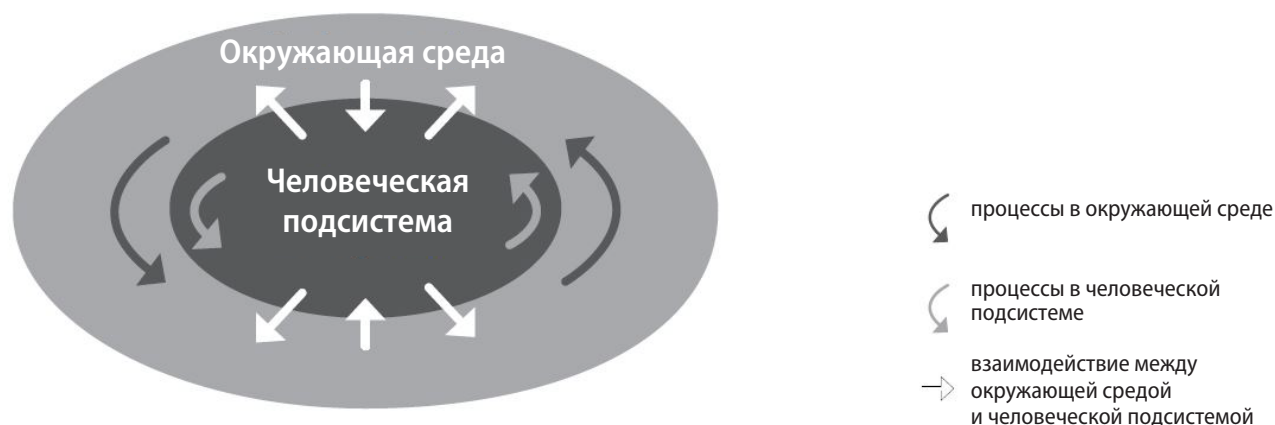 Окружающая среда
Человеческая
подсистема
процессы в окружающей среде
процессы в человеческой
подсистеме
взаимодействие между
окружающей средой
и человеческой подсистемой